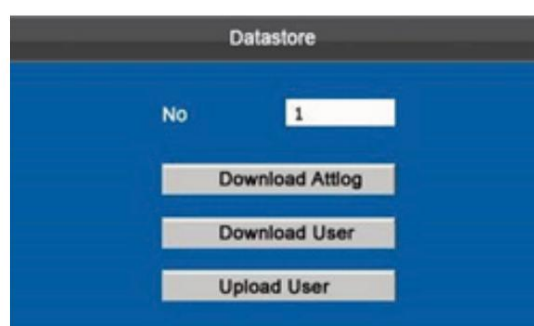 Datastore
No 1
Download Attlog
Download User
Upload User